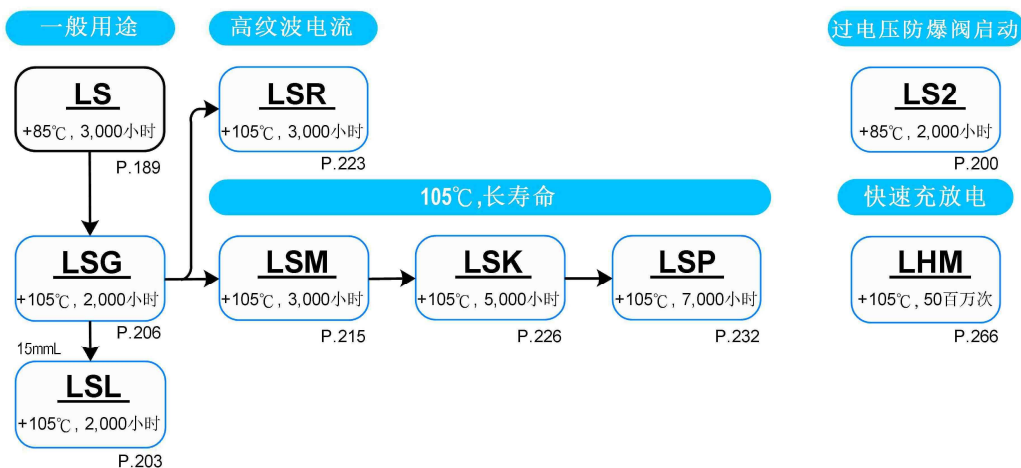 一般用途
高纹波电流
过电压防爆阀启动
LS
+85℃, 3,000小时
P.189
LSR
+105℃, 3,000小时
P.223
LS2
+85℃, 2,000小时
P.200
105℃,长寿命
快速充放电
LSG
+105℃, 2,000小时
P.206
LSM
+105℃, 3,000小时
P.215
LSK
+105℃, 5,000小时
P.226
LSP
+105℃, 7,000小时
P.232
LHM
+105℃, 50百万次
P.266
15mmL
LSL
+105℃, 2,000小时
P.203